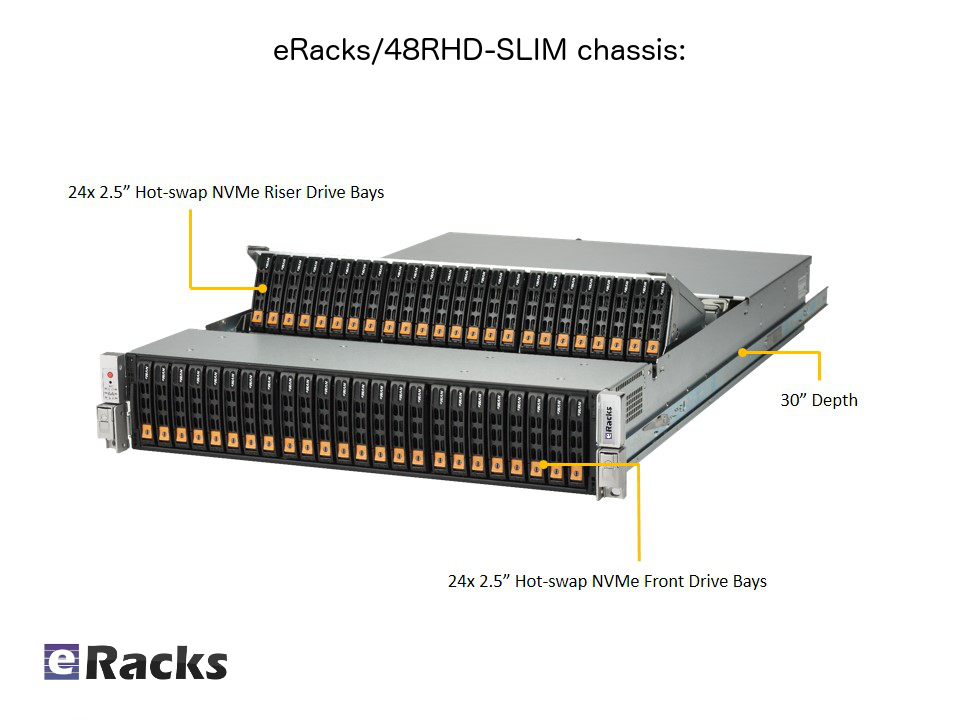 eRacks/48RHD-SLIM chassis:
24x 2.5” Hot-swap NVMe Riser Drive Bays
30” Depth
eRacks
24x 2.5” Hot-swap NVMe Front Drive Bays
eRacks